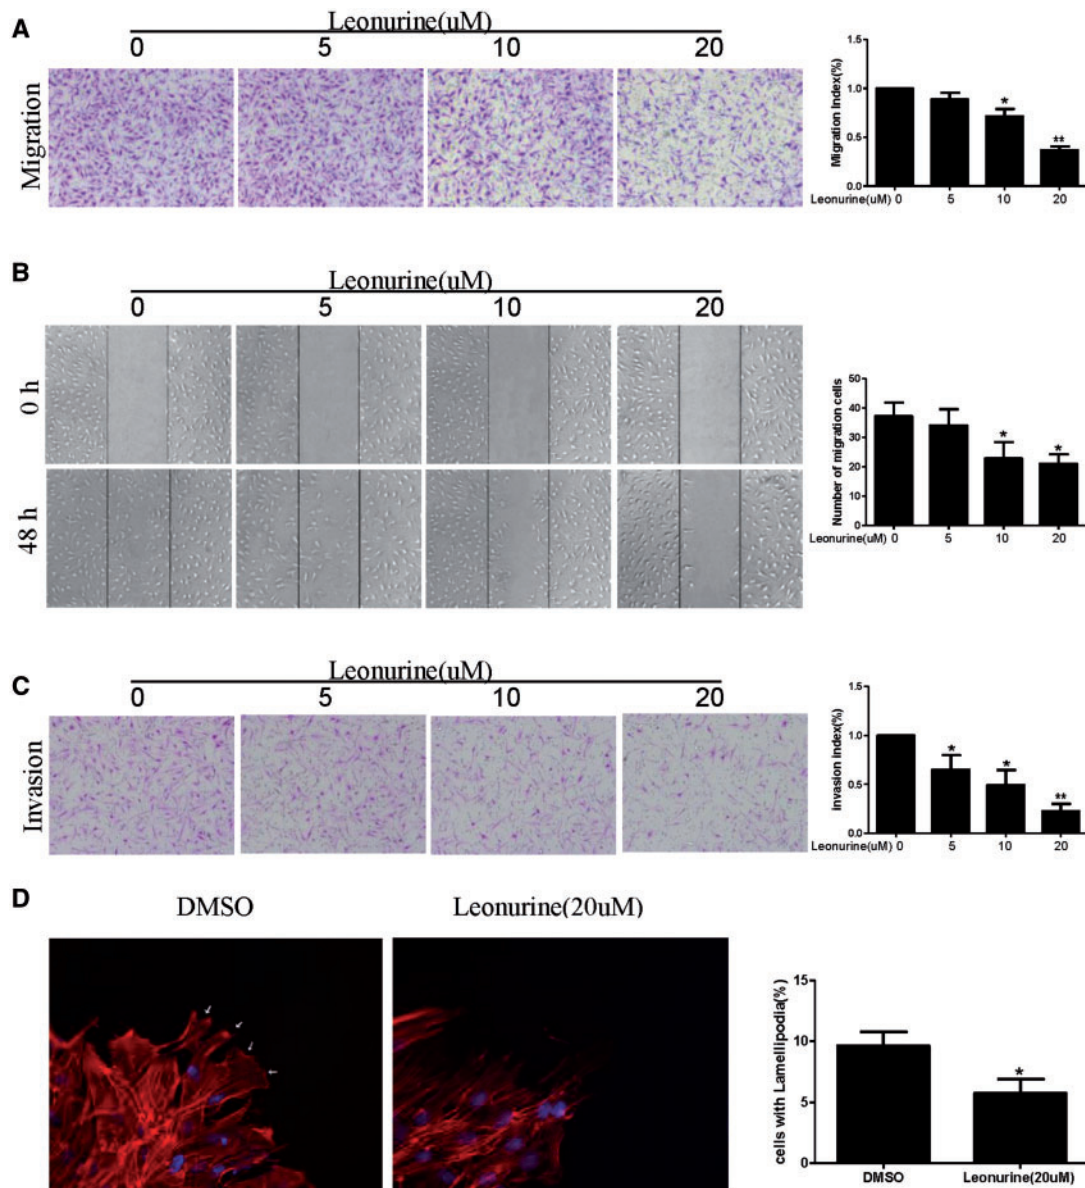 A
Leonurine(uM)
0 5 10 20
Migration
Migration Index(%)
1.5
1.0
0.5
0.0
*
**
Leonurine(uM) 0 5 10 20
B
Leonurine(uM)
0 5 10 20
0 h
48 h
Number of migration cells
50
40
30
20
10
0
* *
Leonurine(uM) 0 5 10 20
C
Leonurine(uM)
0 5 10 20
Invasion
invasion index(%)
1.5
1.0
0.5
0.0
* *
**
Leonurine(uM) 0 5 10 20
D
DMSO Leonurine(20uM)
cells with Lamellipodia(%)
15
10
5
0
*
DMSO Leonurine(20uM)